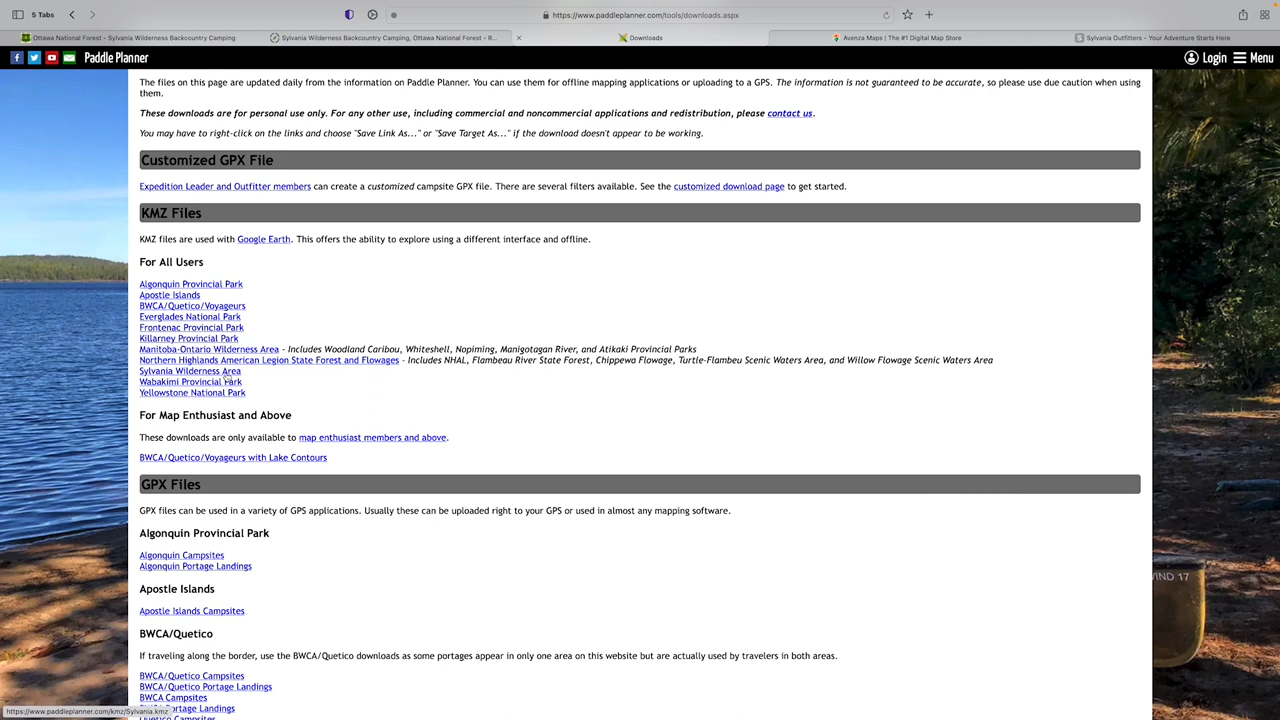 5 Tabs
https://www.paddleplanner.com/tools/downloads.aspx
Ottawa National Forest - Sylvania Wilderness Backcountry Camping
Sylvania Wilderness Backcountry Camping, Ottawa National Forest - R...
Downloads
Avenza Maps | The #1 Digital Map Store
Sylvania Outfitters - Your Adventure Starts Here
Paddle Planner
Login
Menu
The files on this page are updated daily from the information on Paddle Planner. You can use them for offline mapping applications or uploading to a GPS. The information is not guaranteed to be accurate, so please use due caution when using
them.
These downloads are for personal use only. For any other use, including commercial and noncommercial applications and redistribution, please contact us.
You may have to right-click on the links and choose "Save Link As..." or "Save Target As..." if the download doesn't appear to be working.
Customized GPX File
Expedition Leader and Outfitter members can create a customized campsite GPX file. There are several filters available. See the customized download page to get started.
KMZ Files
KMZ files are used with Google Earth. This offers the ability to explore using a different interface and offline.
For All Users
Algonquin Provincial Park
Apostle Islands
BWCA/Quetico/Voyageurs
Everglades National Park
Frontenac Provincial Park
Killarney Provincial Park
Manitoba-Ontario Wilderness Area - Includes Woodland Caribou, Whiteshell, Nopiming, Manigotagan River, and Atikaki Provincial Parks
Northern Highlands American Legion State Forest and Flowages - Includes NHAL, Flambeau River State Forest, Chippewa Flowage, Turtle-Flambeu Scenic Waters Area, and Willow Flowage Scenic Waters Area
Sylvania Wilderness Area
Wabakimi Provincial Park
Yellowstone National Park
For Map Enthusiast and Above
These downloads are only available to map enthusiast members and above.
BWCA/Quetico/Voyageurs with Lake Contours
GPX Files
GPX files can be used in a variety of GPS applications. Usually these can be uploaded right to your GPS or used in almost any mapping software.
Algonquin Provincial Park
Algonquin Campsites
Algonquin Portage Landings
Apostle Islands
Apostle Islands Campsites
BWCA/Quetico
If traveling along the border, use the BWCA/Quetico downloads as some portages appear in only one area on this website but are actually used by travelers in both areas.
BWCA/Quetico Campsites
BWCA/Quetico Portage Landings
BWCA Campsites
BWCA Portage Landings
Quetico Campsites
https://www.paddleplanner.com/kmz/Sylvania.kmz
WIND 17